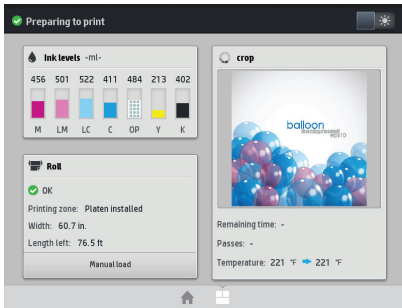 Preparing to print
Ink levels -ml-
456 501 522 411 484 213 402
M LM LC C OP Y K
Roll
OK
Printing zone: Platen installed
Width: 60.7 in.
Length left: 76.5 ft
Manual load
crop
balloon
background
eps10
Remaining time: -
Passes: -
Temperature: 221 °F 221 °F